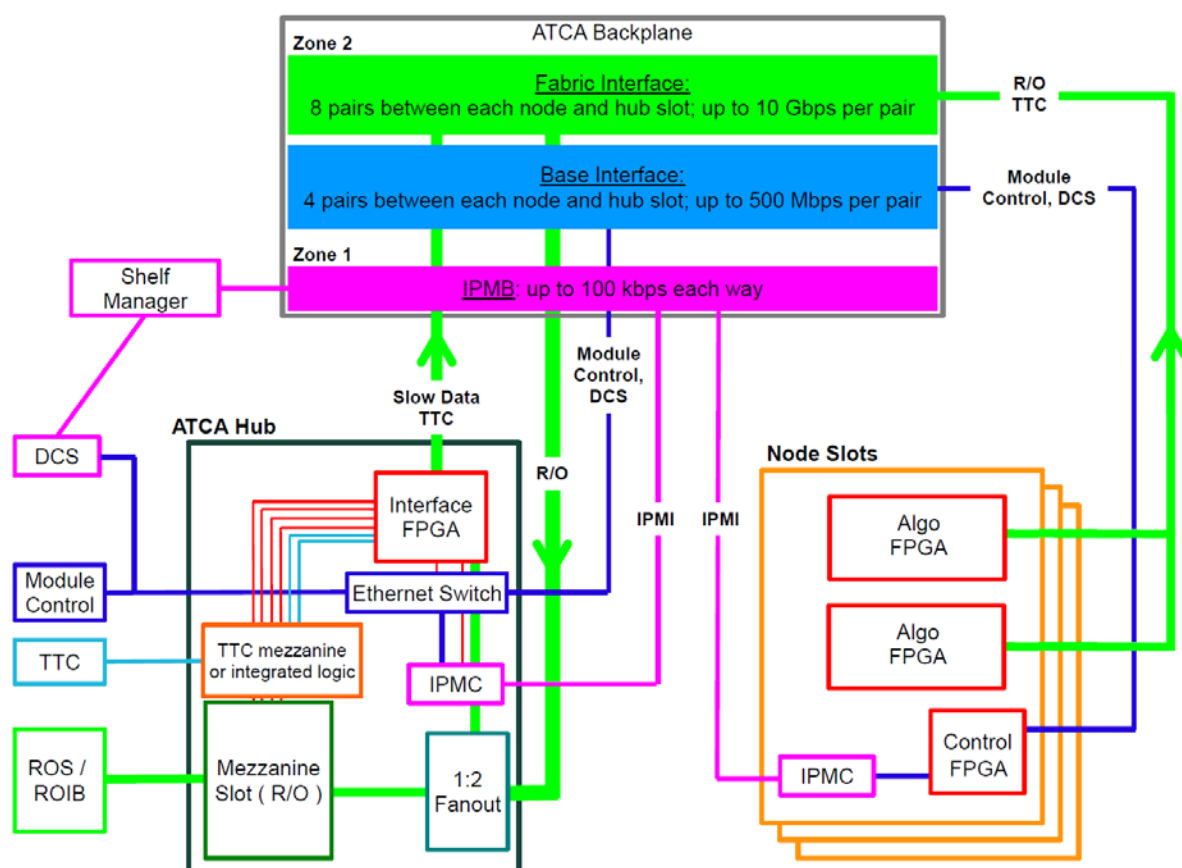 ATCA Backplane
Zone 2
Fabric Interface:
8 pairs between each node and hub slot; up to 10 Gbps per pair
R/O
TTC
Base Interface:
4 pairs between each node and hub slot; up to 500 Mbps per pair
Module
Control, DCS
Zone 1
IPMB: up to 100 kbps each way
Shelf
Manager
Module
Control,
DCS
Slow Data
TTC
ATCA Hub
DCS
R/O
Node Slots
Interface
FPGA
IPMI
IPMI
Algo
FPGA
Module
Control
Ethernet Switch
TTC
TTC mezzanine
or integrated logic
Algo
FPGA
IPMC
ROS /
ROIB
Mezzanine
Slot ( R/O )
1:2
Fanout
IPMC
Control
FPGA